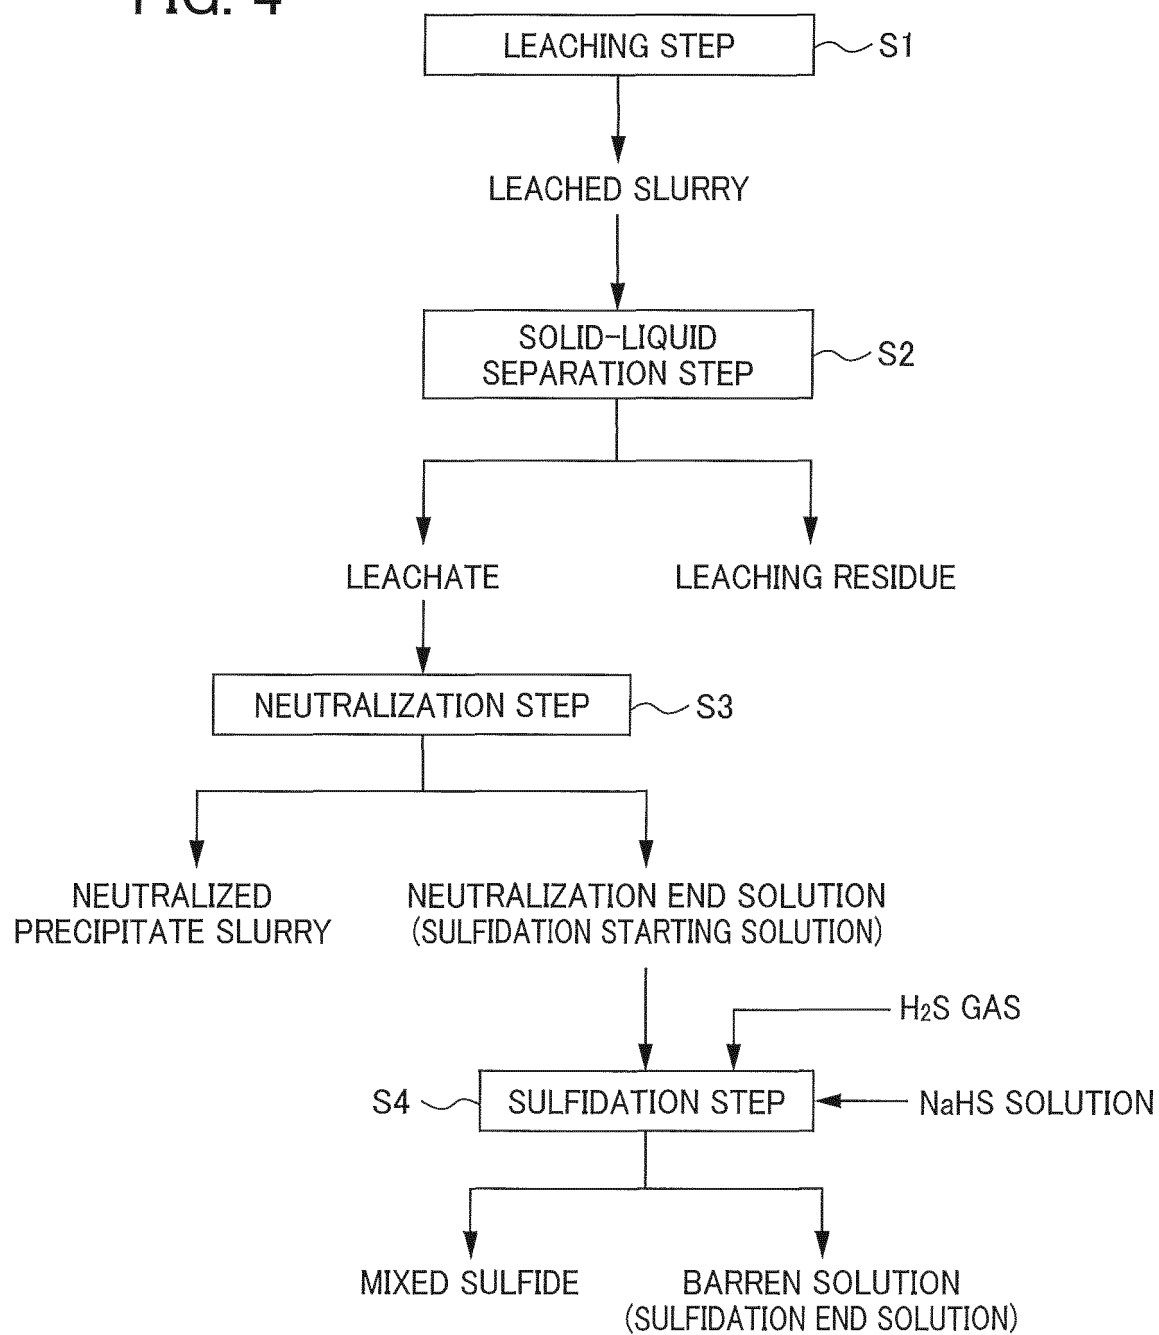 FIG. 4
LEACHING STEP
S1
LEACHED SLURRY
SOLID-LIQUID
SEPARATION STEP
S2
LEACHATE
LEACHING RESIDUE
NEUTRALIZATION STEP
S3
NEUTRALIZED
PRECIPITATE SLURRY
NEUTRALIZATION END SOLUTION
(SULFIDATION STARTING SOLUTION)
H₂S GAS
S4
SULFIDATION STEP
NaHS SOLUTION
MIXED SULFIDE
BARREN SOLUTION
(SULFIDATION END SOLUTION)